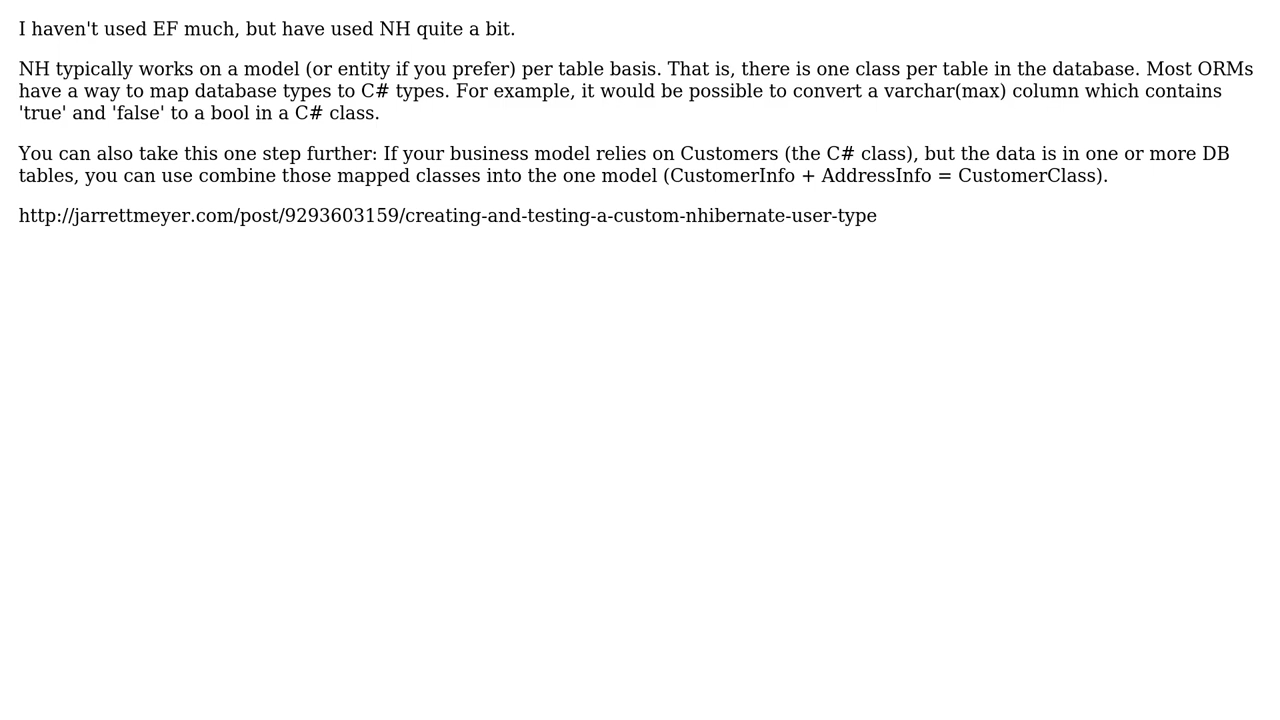 I haven't used EF much, but have used NH quite a bit.
NH typically works on a model (or entity if you prefer) per table basis. That is, there is one class per table in the database. Most ORMs
have a way to map database types to C# types. For example, it would be possible to convert a varchar(max) column which contains
'true' and 'false' to a bool in a C# class.
You can also take this one step further: If your business model relies on Customers (the C# class), but the data is in one or more DB
tables, you can use combine those mapped classes into the one model (CustomerInfo + AddressInfo = CustomerClass).
http://jarrettmeyer.com/post/9293603159/creating-and-testing-a-custom-nhibernate-user-type